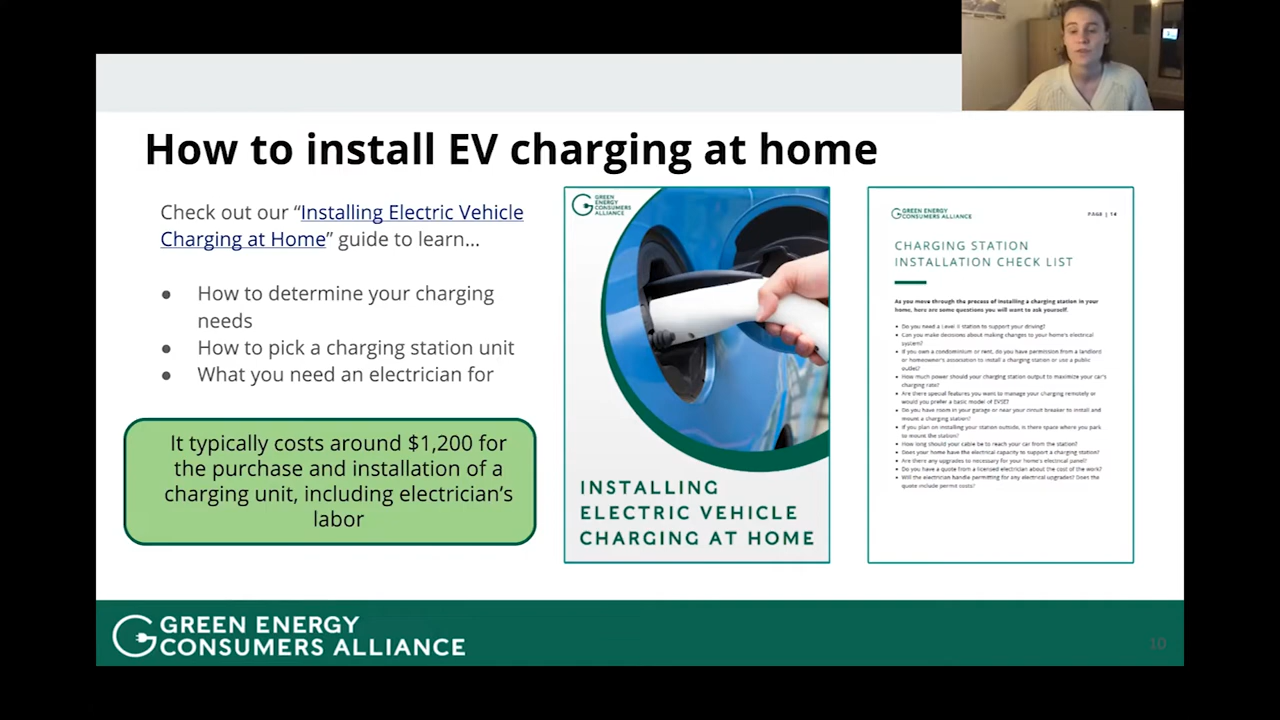 How to install EV charging at home
Check out our “Installing Electric Vehicle
Charging at Home” guide to learn...
● How to determine your charging
needs
● How to pick a charging station unit
● What you need an electrician for
It typically costs around $1,200 for
the purchase and installation of a
charging unit, including electrician’s
labor
GREEN
ENERGY
CONSUMERS
ALLIANCE
INSTALLING
ELECTRIC VEHICLE
CHARGING AT HOME
GREEN ENERGY
CONSUMERS ALLIANCE
PAGE | 14
CHARGING STATION
INSTALLATION CHECK LIST
As you move through the process of installing a charging station in your
home, here are some questions you will want to ask yourself.
• Do you need a Level II station to support your driving?
• Can you make decisions about making changes to your home's electrical
system?
• If you own a condominium or rent, do you have permission from a landlord
or homeowner's association to install a charging station or use a public
outlet?
• How much power should your charging station output to maximize your car's
charging rate?
• Are there special features you want to manage your charging remotely or
would you prefer a basic model of EVSE?
• Do you have room in your garage or near your circuit breaker to install and
mount a charging station?
• If you plan on installing your station outside, is there space where you park
to mount the station?
• How long should your cable be to reach your car from the station?
• Does your home have the electrical capacity to support a charging station?
• Are there any upgrades to necessary for your home's electrical panel?
• Do you have a quote from a licensed electrician about the cost of the work?
• Will the electrician handle permitting for any electrical upgrades? Does the
quote include permit costs?
GREEN ENERGY
CONSUMERS ALLIANCE
10